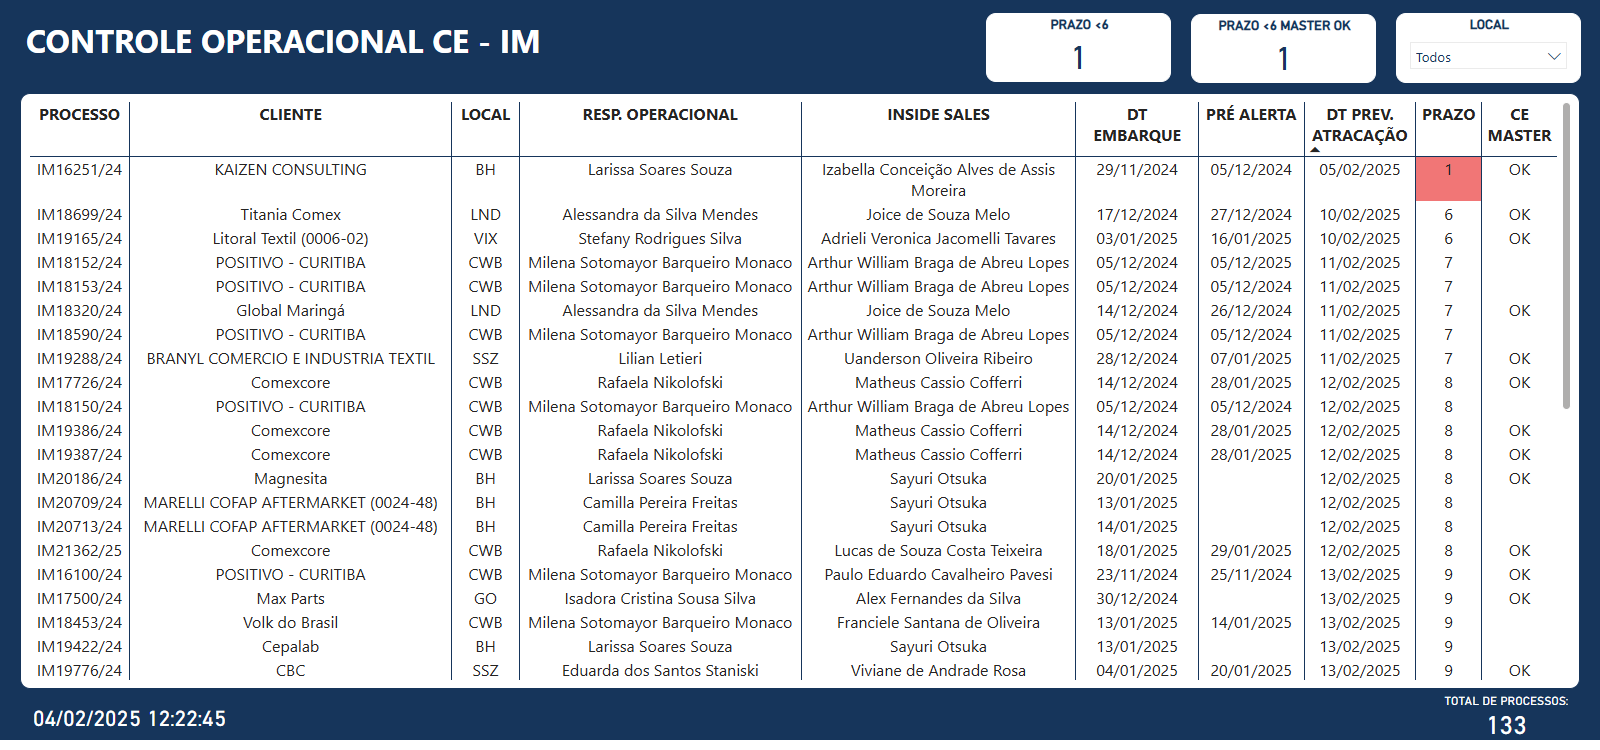 CONTROLE OPERACIONAL CE - IM
PRAZO <6
1
PRAZO <6 MASTER OK
1
LOCAL
Todos
PROCESSO CLIENTE LOCAL RESP. OPERACIONAL INSIDE SALES DT EMBARQUE PRÉ ALERTA DT PREV. ATRACAÇÃO PRAZO CE MASTER
IM16251/24 KAIZEN CONSULTING BH Larissa Soares Souza Izabella Conceição Alves de Assis Moreira 29/11/2024 05/12/2024 05/02/2025 1 OK
IM18699/24 Titania Comex LND Alessandra da Silva Mendes Joice de Souza Melo 17/12/2024 27/12/2024 10/02/2025 6 OK
IM19165/24 Litoral Textil (0006-02) VIX Stefany Rodrigues Silva Adrieli Veronica Jacomelli Tavares 03/01/2025 16/01/2025 10/02/2025 6 OK
IM18152/24 POSITIVO - CURITIBA CWB Milena Sotomayor Barqueiro Monaco Arthur William Braga de Abreu Lopes 05/12/2024 05/12/2024 11/02/2025 7
IM18153/24 POSITIVO - CURITIBA CWB Milena Sotomayor Barqueiro Monaco Arthur William Braga de Abreu Lopes 05/12/2024 05/12/2024 11/02/2025 7
IM18320/24 Global Maringá LND Alessandra da Silva Mendes Joice de Souza Melo 14/12/2024 26/12/2024 11/02/2025 7 OK
IM18590/24 POSITIVO - CURITIBA CWB Milena Sotomayor Barqueiro Monaco Arthur William Braga de Abreu Lopes 05/12/2024 05/12/2024 11/02/2025 7
IM19288/24 BRANYL COMERCIO E INDUSTRIA TEXTIL SSZ Lilian Letieri Uanderson Oliveira Ribeiro 28/12/2024 07/01/2025 11/02/2025 7 OK
IM17726/24 Comexcore CWB Rafaela Nikolofski Matheus Cassio Cofferri 14/12/2024 28/01/2025 12/02/2025 8 OK
IM18150/24 POSITIVO - CURITIBA CWB Milena Sotomayor Barqueiro Monaco Arthur William Braga de Abreu Lopes 05/12/2024 05/12/2024 12/02/2025 8
IM19386/24 Comexcore CWB Rafaela Nikolofski Matheus Cassio Cofferri 14/12/2024 28/01/2025 12/02/2025 8 OK
IM19387/24 Comexcore CWB Rafaela Nikolofski Matheus Cassio Cofferri 14/12/2024 28/01/2025 12/02/2025 8 OK
IM20186/24 Magnesita BH Larissa Soares Souza Sayuri Otsuka 20/01/2025 12/02/2025 8 OK
IM20709/24 MARELLI COFAP AFTERMARKET (0024-48) BH Camilla Pereira Freitas Sayuri Otsuka 13/01/2025 12/02/2025 8
IM20713/24 MARELLI COFAP AFTERMARKET (0024-48) BH Camilla Pereira Freitas Sayuri Otsuka 14/01/2025 12/02/2025 8
IM21362/25 Comexcore CWB Rafaela Nikolofski Lucas de Souza Costa Teixeira 18/01/2025 29/01/2025 12/02/2025 8 OK
IM16100/24 POSITIVO - CURITIBA CWB Milena Sotomayor Barqueiro Monaco Paulo Eduardo Cavalheiro Pavesi 23/11/2024 25/11/2024 13/02/2025 9 OK
IM17500/24 Max Parts GO Isadora Cristina Sousa Silva Alex Fernandes da Silva 30/12/2024 13/02/2025 9 OK
IM18453/24 Volk do Brasil CWB Milena Sotomayor Barqueiro Monaco Franciele Santana de Oliveira 13/01/2025 14/01/2025 13/02/2025 9
IM19422/24 Cepalab BH Larissa Soares Souza Sayuri Otsuka 13/01/2025 13/02/2025 9
IM19776/24 CBC SSZ Eduarda dos Santos Staniski Viviane de Andrade Rosa 04/01/2025 20/01/2025 13/02/2025 9 OK
04/02/2025 12:22:45
TOTAL DE PROCESSOS:
133